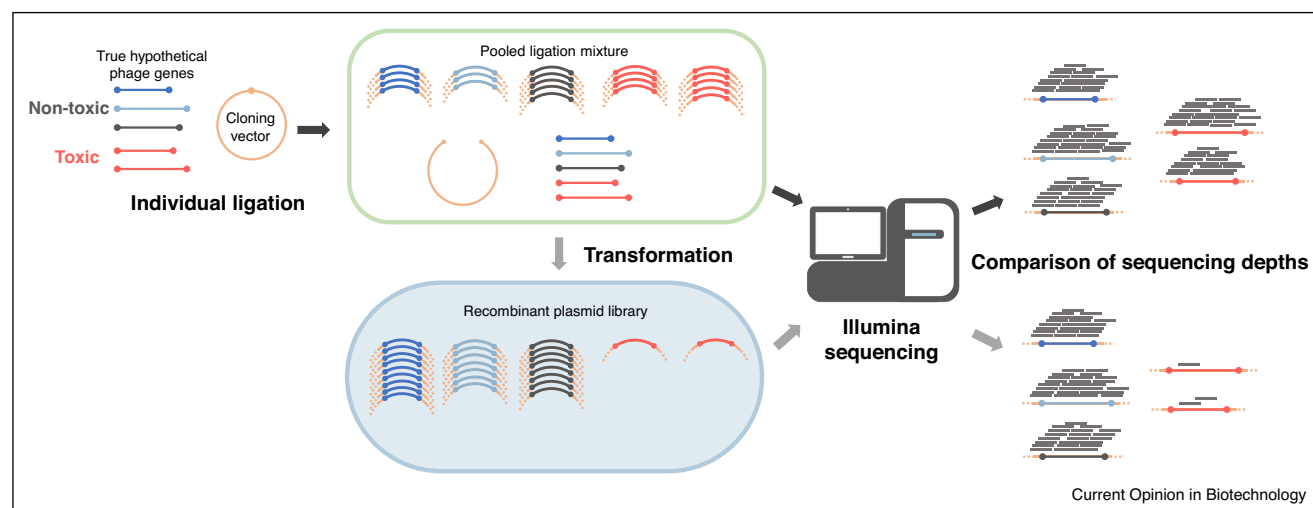 True hypothetical
phage genes
Non-toxic
Toxic
Cloning
vector
Individual ligation
Pooled ligation mixture
Transformation
Recombinant plasmid library
Illumina
sequencing
Comparison of sequencing depths
Current Opinion in Biotechnology